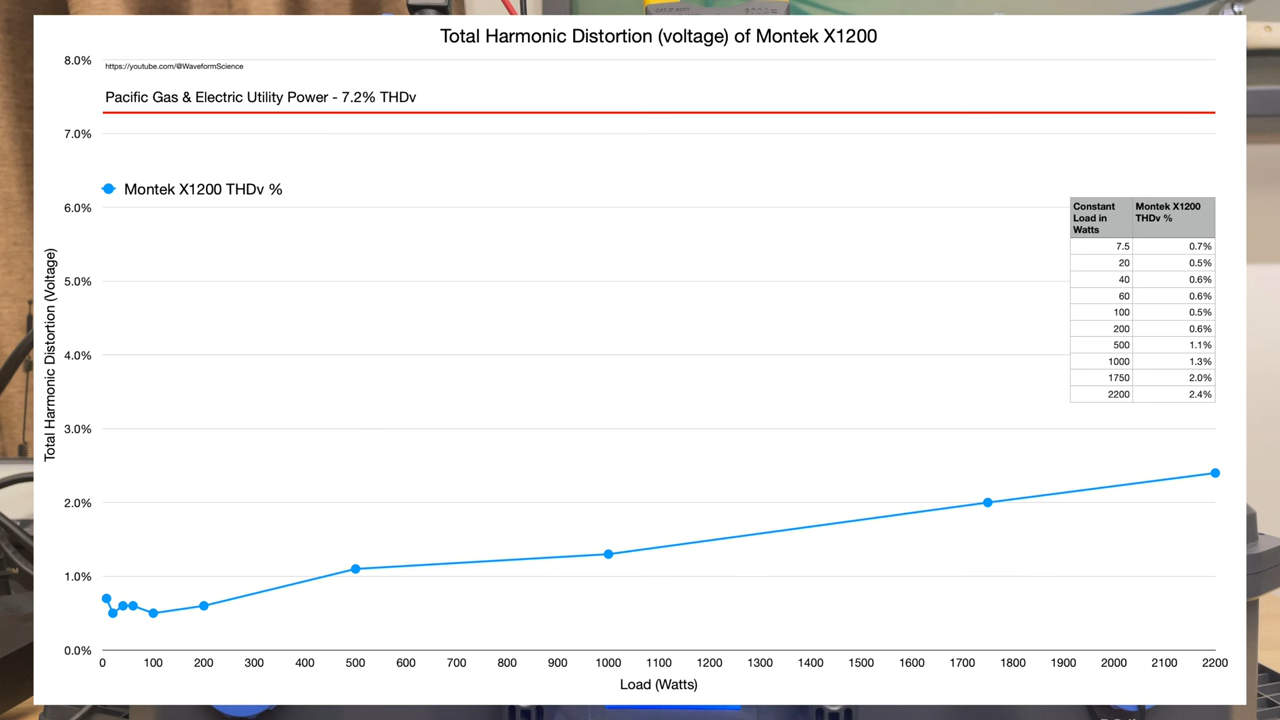 Total Harmonic Distortion (voltage) of Montek X1200
8.0%
https://youtube.com/@WaveformScience
Pacific Gas & Electric Utility Power - 7.2% THDv
7.0%
Montek X1200 THDv %
6.0%
5.0%
4.0%
3.0%
2.0%
1.0%
0.0%
Total Harmonic Distortion (Voltage)
Constant Load in Watts Montek X1200 THDv %
7.5 0.7%
20 0.5%
40 0.6%
60 0.6%
100 0.5%
200 0.6%
500 1.1%
1000 1.3%
1750 2.0%
2200 2.4%
0 100 200 300 400 500 600 700 800 900 1000 1100 1200 1300 1400 1500 1600 1700 1800 1900 2000 2100 2200
Load (Watts)